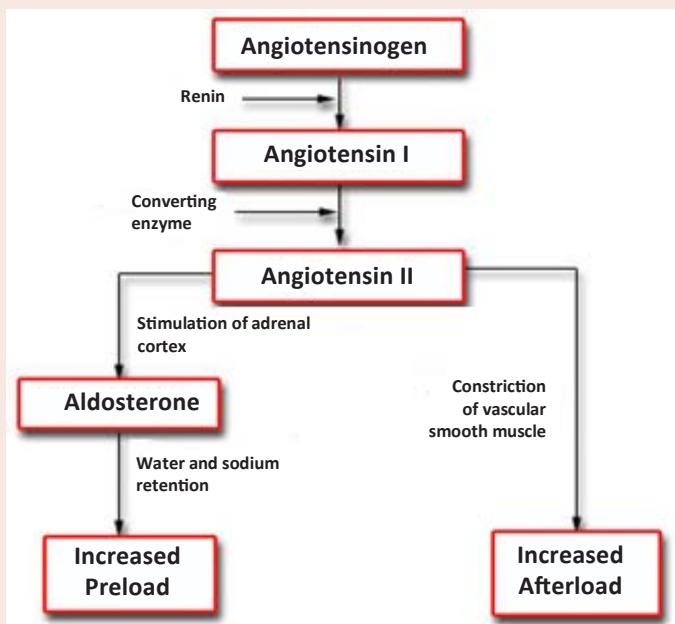 Angiotensinogen
Renin
Angiotensin I
Converting
enzyme
Angiotensin II
Stimulation of adrenal
cortex
Aldosterone
Constriction
of vascular
smooth muscle
Water and sodium
retention
Increased
Preload
Increased
Afterload